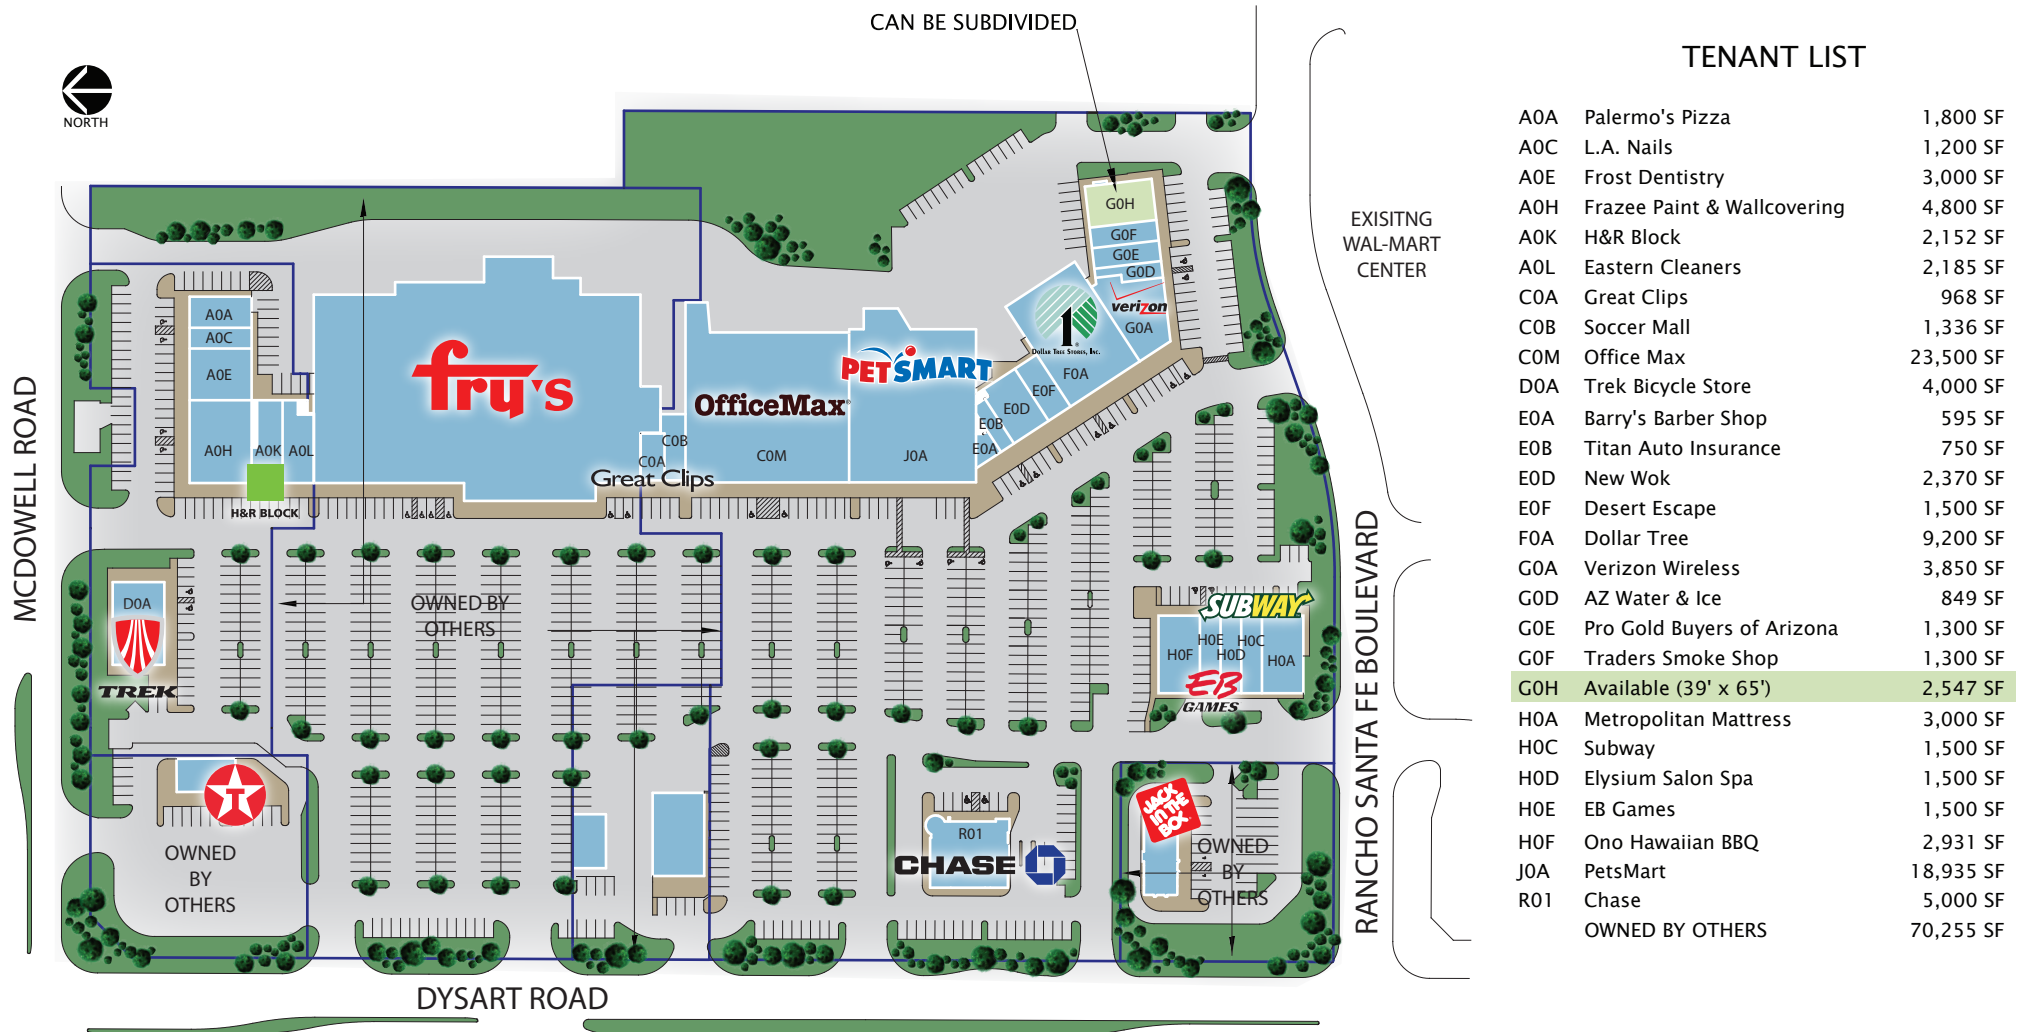 CAN BE SUBDIVIDED
NORTH
TENANT LIST
A0A Palermo's Pizza 1,800 SF
A0C L.A. Nails 1,200 SF
A0E Frost Dentistry 3,000 SF
A0H Frazee Paint & Wallcovering 4,800 SF
A0K H&R Block 2,152 SF
A0L Eastern Cleaners 2,185 SF
C0A Great Clips 968 SF
C0B Soccer Mall 1,336 SF
C0M Office Max 23,500 SF
D0A Trek Bicycle Store 4,000 SF
E0A Barry's Barber Shop 595 SF
E0B Titan Auto Insurance 750 SF
E0D New Wok 2,370 SF
E0F Desert Escape 1,500 SF
F0A Dollar Tree 9,200 SF
G0A Verizon Wireless 3,850 SF
G0D AZ Water & Ice 849 SF
G0E Pro Gold Buyers of Arizona 1,300 SF
G0F Traders Smoke Shop 1,300 SF
G0H Available (39' x 65') 2,547 SF
H0A Metropolitan Mattress 3,000 SF
H0C Subway 1,500 SF
H0D Elysium Salon Spa 1,500 SF
H0E EB Games 1,500 SF
H0F Ono Hawaiian BBQ 2,931 SF
J0A PetsMart 18,935 SF
R01 Chase 5,000 SF
OWNED BY OTHERS 70,255 SF
EXISITNG
WAL-MART
CENTER
G0H
G0F
G0E
G0D
verizon
G0A
1
Dollar Tree Stores, Inc.
F0A
E0F
E0D
E0B
E0A
PETSMART
J0A
OfficeMax
C0M
C0B
C0A
Great Clips
fry's
A0A
A0C
A0E
A0H
A0K
A0L
H&R BLOCK
MCDOWELL ROAD
D0A
TREK
OWNED BY
OTHERS
T
OWNED
BY
OTHERS
SUBWAY
H0E
H0C
H0F
H0D
H0A
EB
GAMES
RANCHO SANTA FE BOULEVARD
R01
CHASE
JACK
IN THE
BOX
OWNED
BY
OTHERS
DYSART ROAD